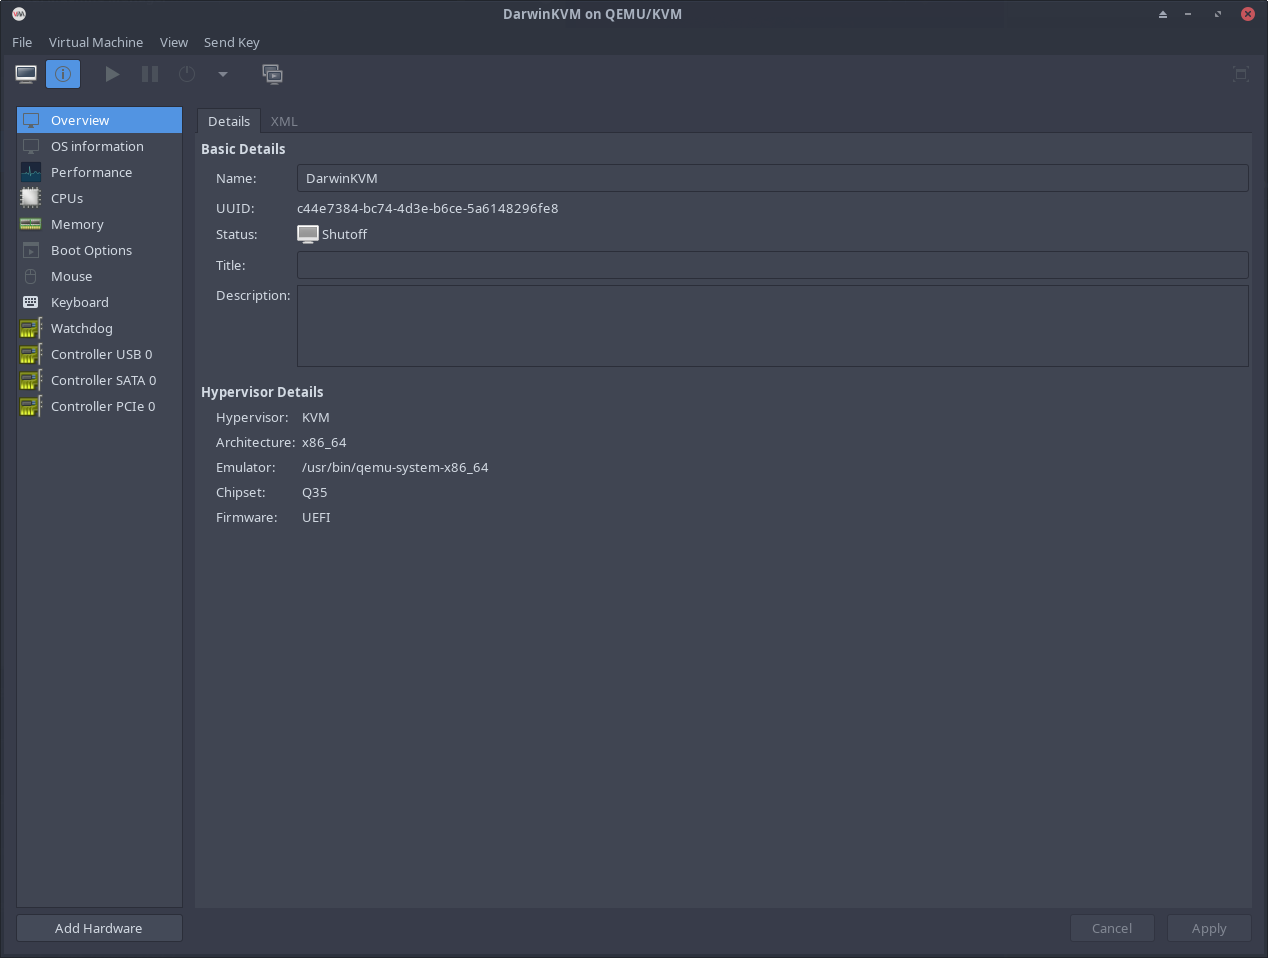 DarwinKVM on QEMU/KVM
File Virtual Machine View Send Key
Overview
OS information
Performance
CPUs
Memory
Boot Options
Mouse
Keyboard
Watchdog
Controller USB 0
Controller SATA 0
Controller PCIe 0
Add Hardware
Details XML
Basic Details
Name: DarwinKVM
UUID: c44e7384-bc74-4d3e-b6ce-5a6148296fe8
Status: Shutoff
Title:
Description:
Hypervisor Details
Hypervisor: KVM
Architecture: x86_64
Emulator: /usr/bin/qemu-system-x86_64
Chipset: Q35
Firmware: UEFI
Cancel Apply